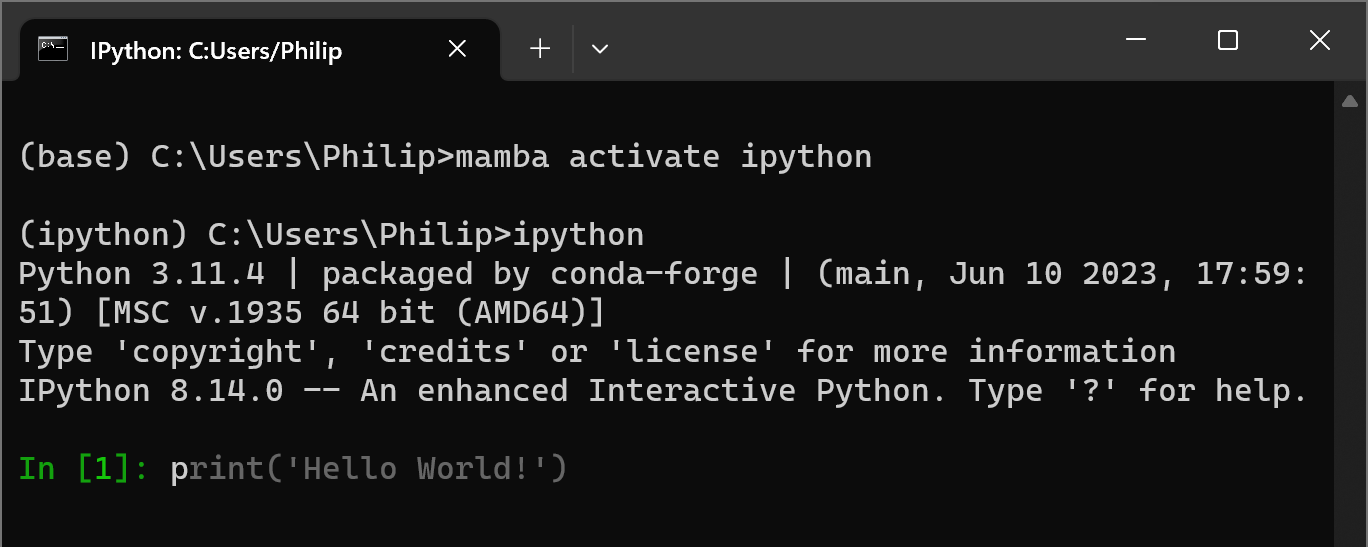 IPython: C:Users/Philip
(base) C:\Users\Philip>mamba activate ipython
(ipython) C:\Users\Philip>ipython
Python 3.11.4 | packaged by conda-forge | (main, Jun 10 2023, 17:59:
51) [MSC v.1935 64 bit (AMD64)]
Type 'copyright', 'credits' or 'license' for more information
IPython 8.14.0 -- An enhanced Interactive Python. Type '?' for help.
In [1]: print('Hello World!')